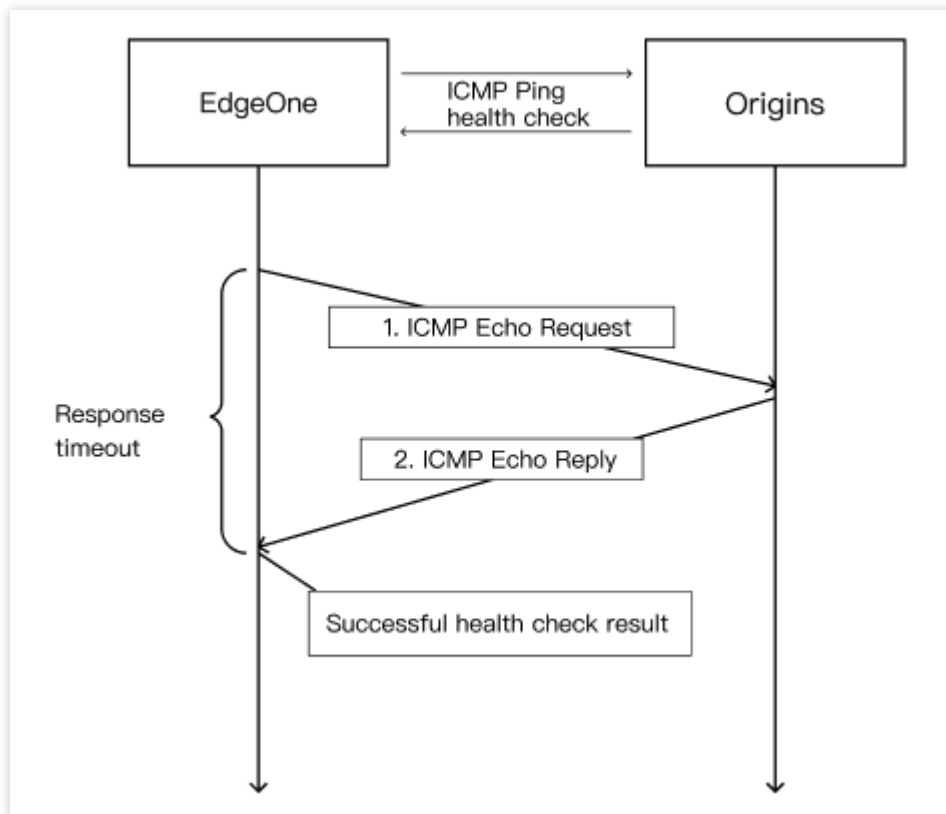 EdgeOne
ICMP Ping
health check
Origins
1. ICMP Echo Request
Response
timeout
2. ICMP Echo Reply
Successful health check result